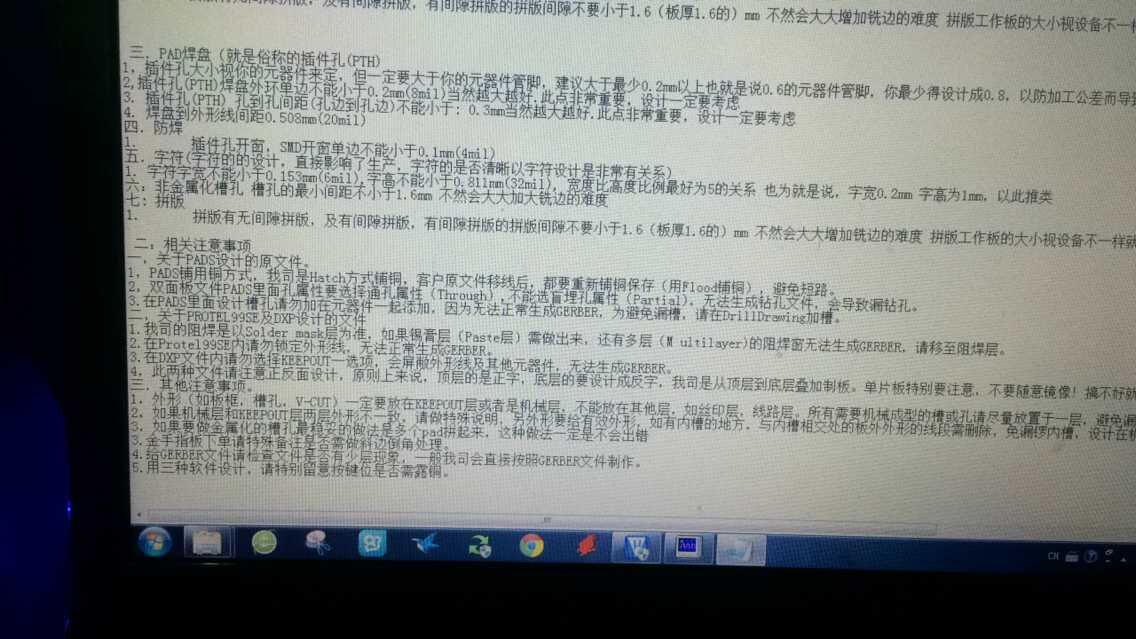 拼版有无间隙拼版，及有间隙拼版，有间隙拼版的拼版间隙不要小于1.6（板厚1.6的）mm 不然会大大增加铣边的难度 拼版工作板的大小视设备不一样
三．PAD焊盘（就是俗称的插件孔(PTH)
1，插件孔大小视你的元器件来定，但一定要大于你的元器件管脚，建议大于最少0.2mm以上也就是说0.6的元器件管脚，你最少得设计成0.8，以防加工公差而导致
2,插件孔(PTH)焊盘外环单边不能小于0.2mm(8mil)当然越大越好,此点非常重要，设计一定要考虑
3. 插件孔(PTH) 孔到孔间距(孔边到孔边)不能小于: 0.3mm当然越大越好.此点非常重要，设计一定要考虑
4. 焊盘到外形线间距0.508mm(20mil)
四．防焊
1. 插件孔开窗，SMD开窗单边不能小于0.1mm(4mil)
五．字符(字符的的设计，直接影响了生产，字符的是否清晰以字符设计是非常有关系)
1. 字符字宽不能小于0.153mm(6mil),字高不能小于0.811mm(32mil)，宽度比高度比例最好为5的关系 也为就是说，字宽0.2mm 字高为1mm，以此推类
六：非金属化槽孔 槽孔的最小间距不小于1.6mm 不然会大大加大铣边的难度
七：拼版
1. 拼版有无间隙拼版，及有间隙拼版，有间隙拼版的拼版间隙不要小于1.6（板厚1.6的）mm 不然会大大增加铣边的难度 拼版工作板的大小视设备不一样就
二：相关注意事项
一，关于PADS设计的原文件。
1，PADS铺用铜方式，我司是Hatch方式铺铜，客户原文件移线后，都要重新铺铜保存（用Flood铺铜），避免短路。
2，双面板文件PADS里面孔属性要选择通孔属性（Through）,不能选盲埋孔属性（Partial)，无法生成钻孔文件，会导致漏钻孔。
3.在PADS里面设计槽孔请勿加在元器件一起添加，因为无法正常生成GERBER，为避免漏槽，请在DrillDrawing加槽。
二，关于PROTEL99SE及DXP设计的文件
1.我司的阻焊是以Solder mask层为准，如果锡膏层（Paste层）需做出来，还有多层（M ultilayer)的阻焊窗无法生成GERBER，请移至阻焊层。
2.在Protel99SE内请勿锁定外形线，无法正常生成GERBER。
3.在DXP文件内请勿选择KEEPOUT一选项，会屏敝外形线及其他元器件，无法生成GERBER。
4，此两种文件请注意正反面设计，原则上来说，顶层的是正字，底层的要设计成反字，我司是从顶层到底层叠加制板。单片板特别要注意，不要随意镜像！搞不好就
三．其他注意事项。
1．外形（如板框，槽孔，V-CUT）一定要放在KEEPOUT层或者是机械层，不能放在其他层，如丝印层，线路层。所有需要机械成型的槽或孔请尽量放置于一层，避免漏
2，如果机械层和KEEPOUT层两层外形不一致，请做特殊说明，另外形要给有效外形，如有内槽的地方，与内槽相交处的板外外形的线段需删除，免漏锣内槽，设计在机
3．如果要做金属化的槽孔最稳妥的做法是多个pad拼起来，这种做法一定是不会出错
3.金手指板下单请特殊备注是否需做斜边倒角处理。
4.给GERBER文件请检查文件是否有少层现象，一般我司会直接按照GERBER文件制作。
5.用三种软件设计，请特别留意按键位是否需露铜。
CN